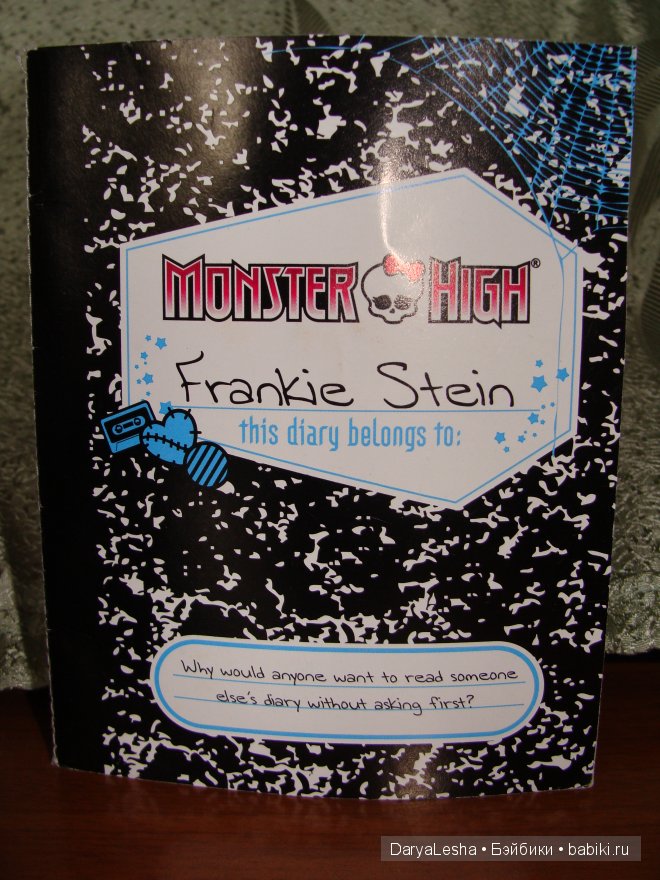 MONSTER HIGH®
Frankie Stein
this diary belongs to:
Why would anyone want to read someone
else's diary without asking first?
DaryaLesha • Бэйбики • babiki.ru